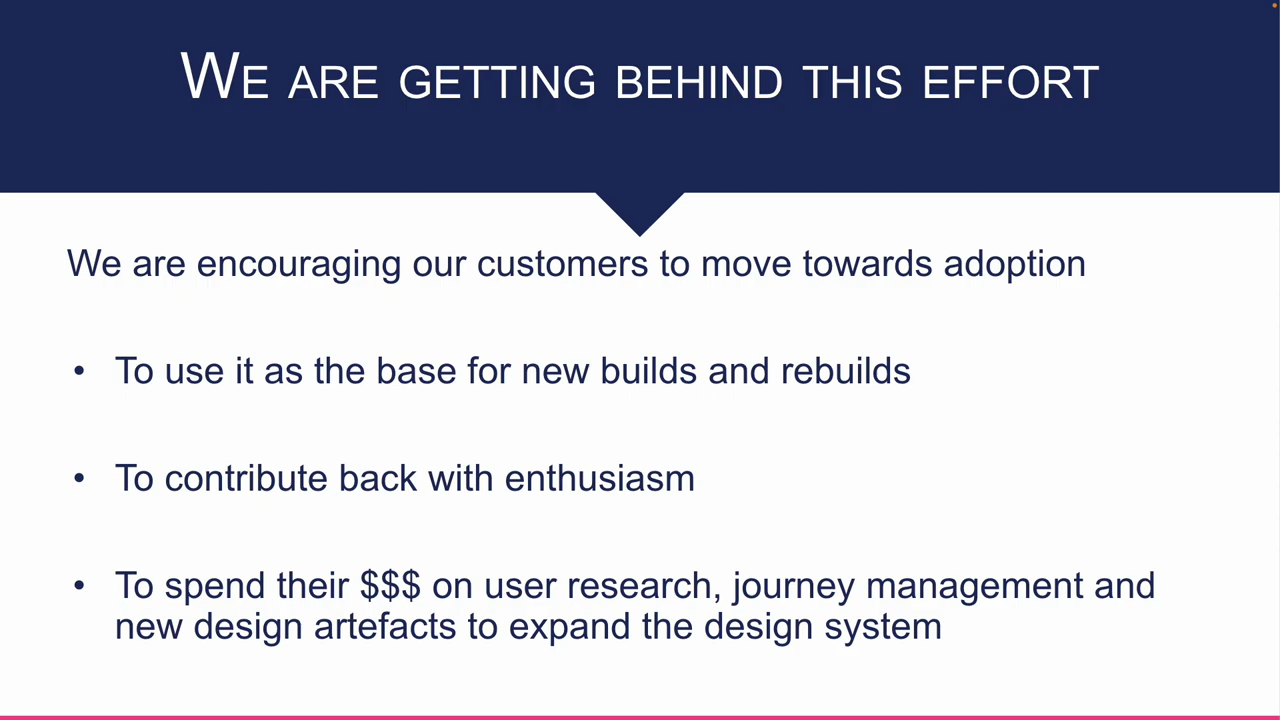 We are getting behind this effort
We are encouraging our customers to move towards adoption
• To use it as the base for new builds and rebuilds
• To contribute back with enthusiasm
• To spend their $$$ on user research, journey management and
new design artefacts to expand the design system